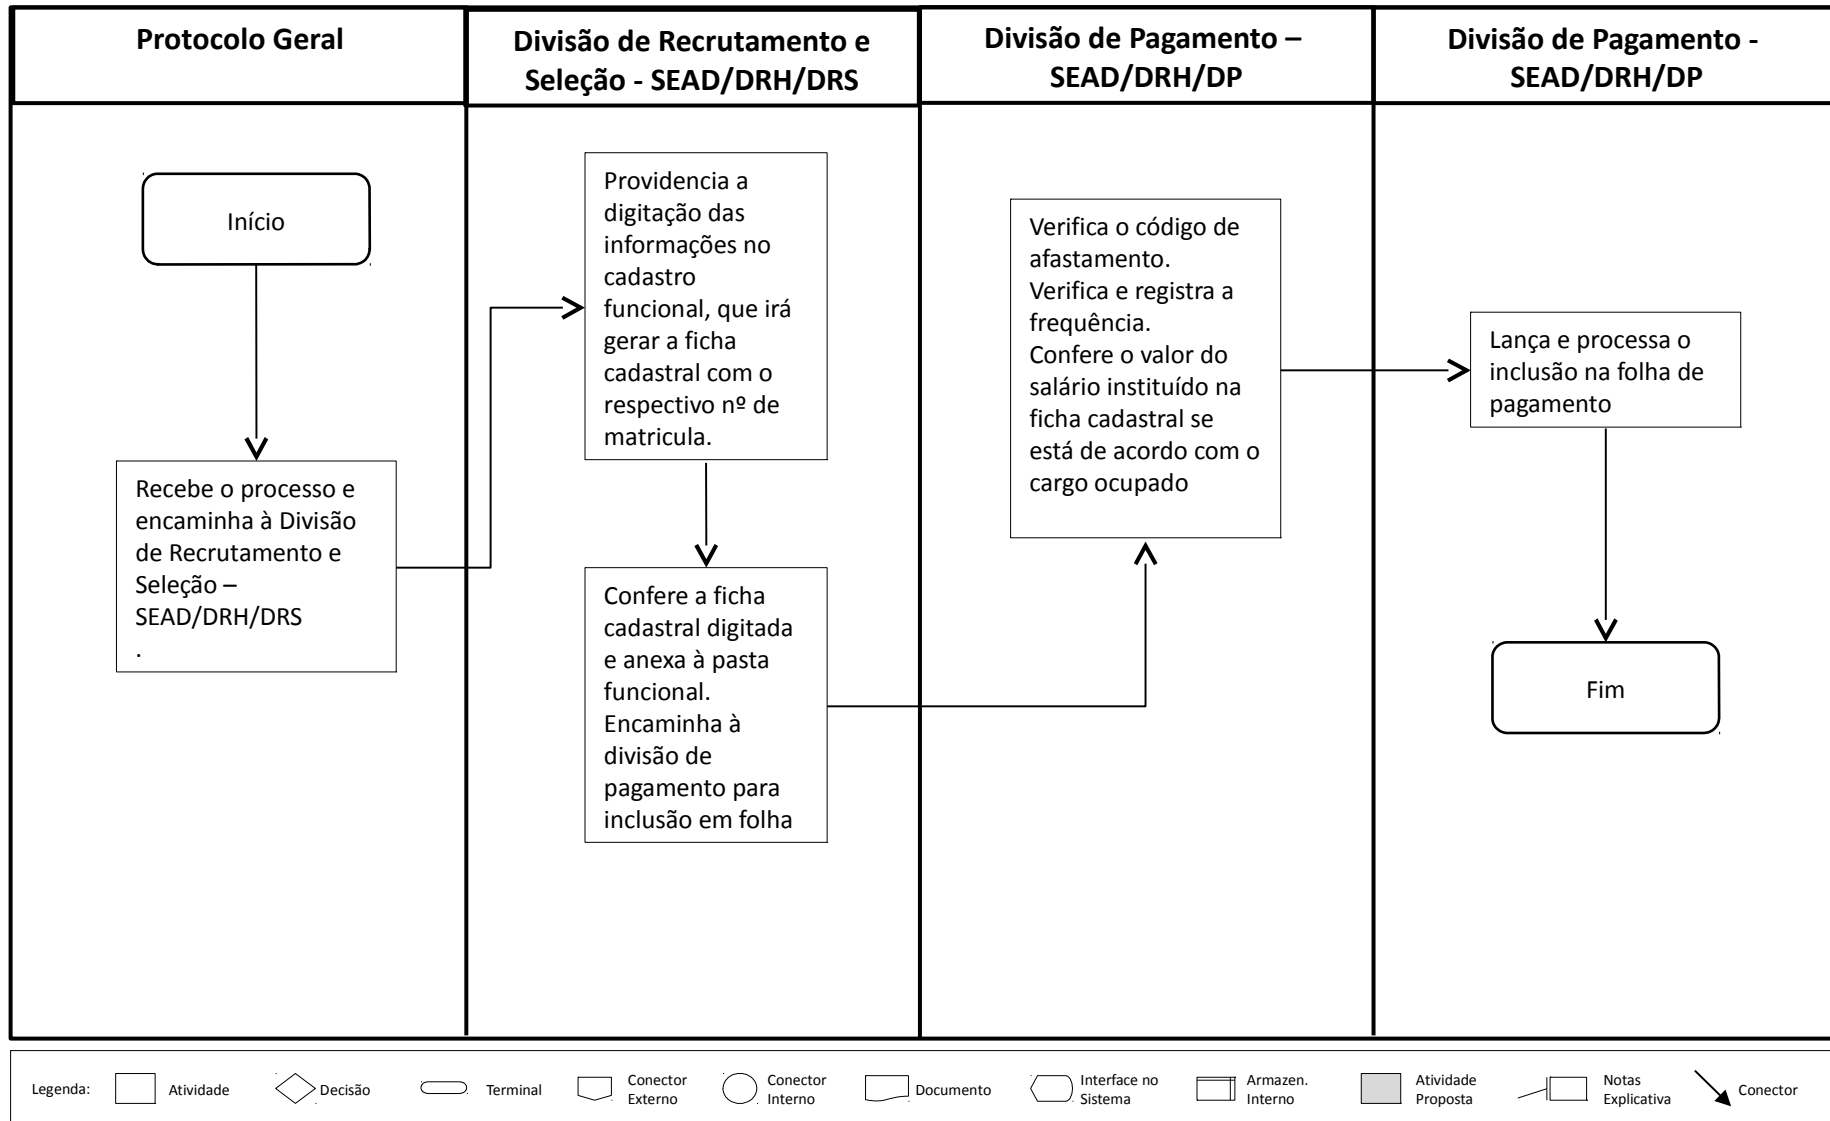 Protocolo Geral
Divisão de Recrutamento e
Seleção - SEAD/DRH/DRS
Divisão de Pagamento –
SEAD/DRH/DP
Divisão de Pagamento -
SEAD/DRH/DP
Início
Recebe o processo e
encaminha à Divisão
de Recrutamento e
Seleção –
SEAD/DRH/DRS
.
Providencia a
digitação das
informações no
cadastro
funcional, que irá
gerar a ficha
cadastral com o
respectivo nº de
matricula.
Confere a ficha
cadastral digitada
e anexa à pasta
funcional.
Encaminha à
divisão de
pagamento para
inclusão em folha
Verifica o código de
afastamento.
Verifica e registra a
frequência.
Confere o valor do
salário instituído na
ficha cadastral se
está de acordo com o
cargo ocupado
Lança e processa o
inclusão na folha de
pagamento
Fim
Legenda:
Atividade
Decisão
Terminal
Conector
Externo
Conector
Interno
Documento
Interface no
Sistema
Armazen.
Interno
Atividade
Proposta
Notas
Explicativa
Conector